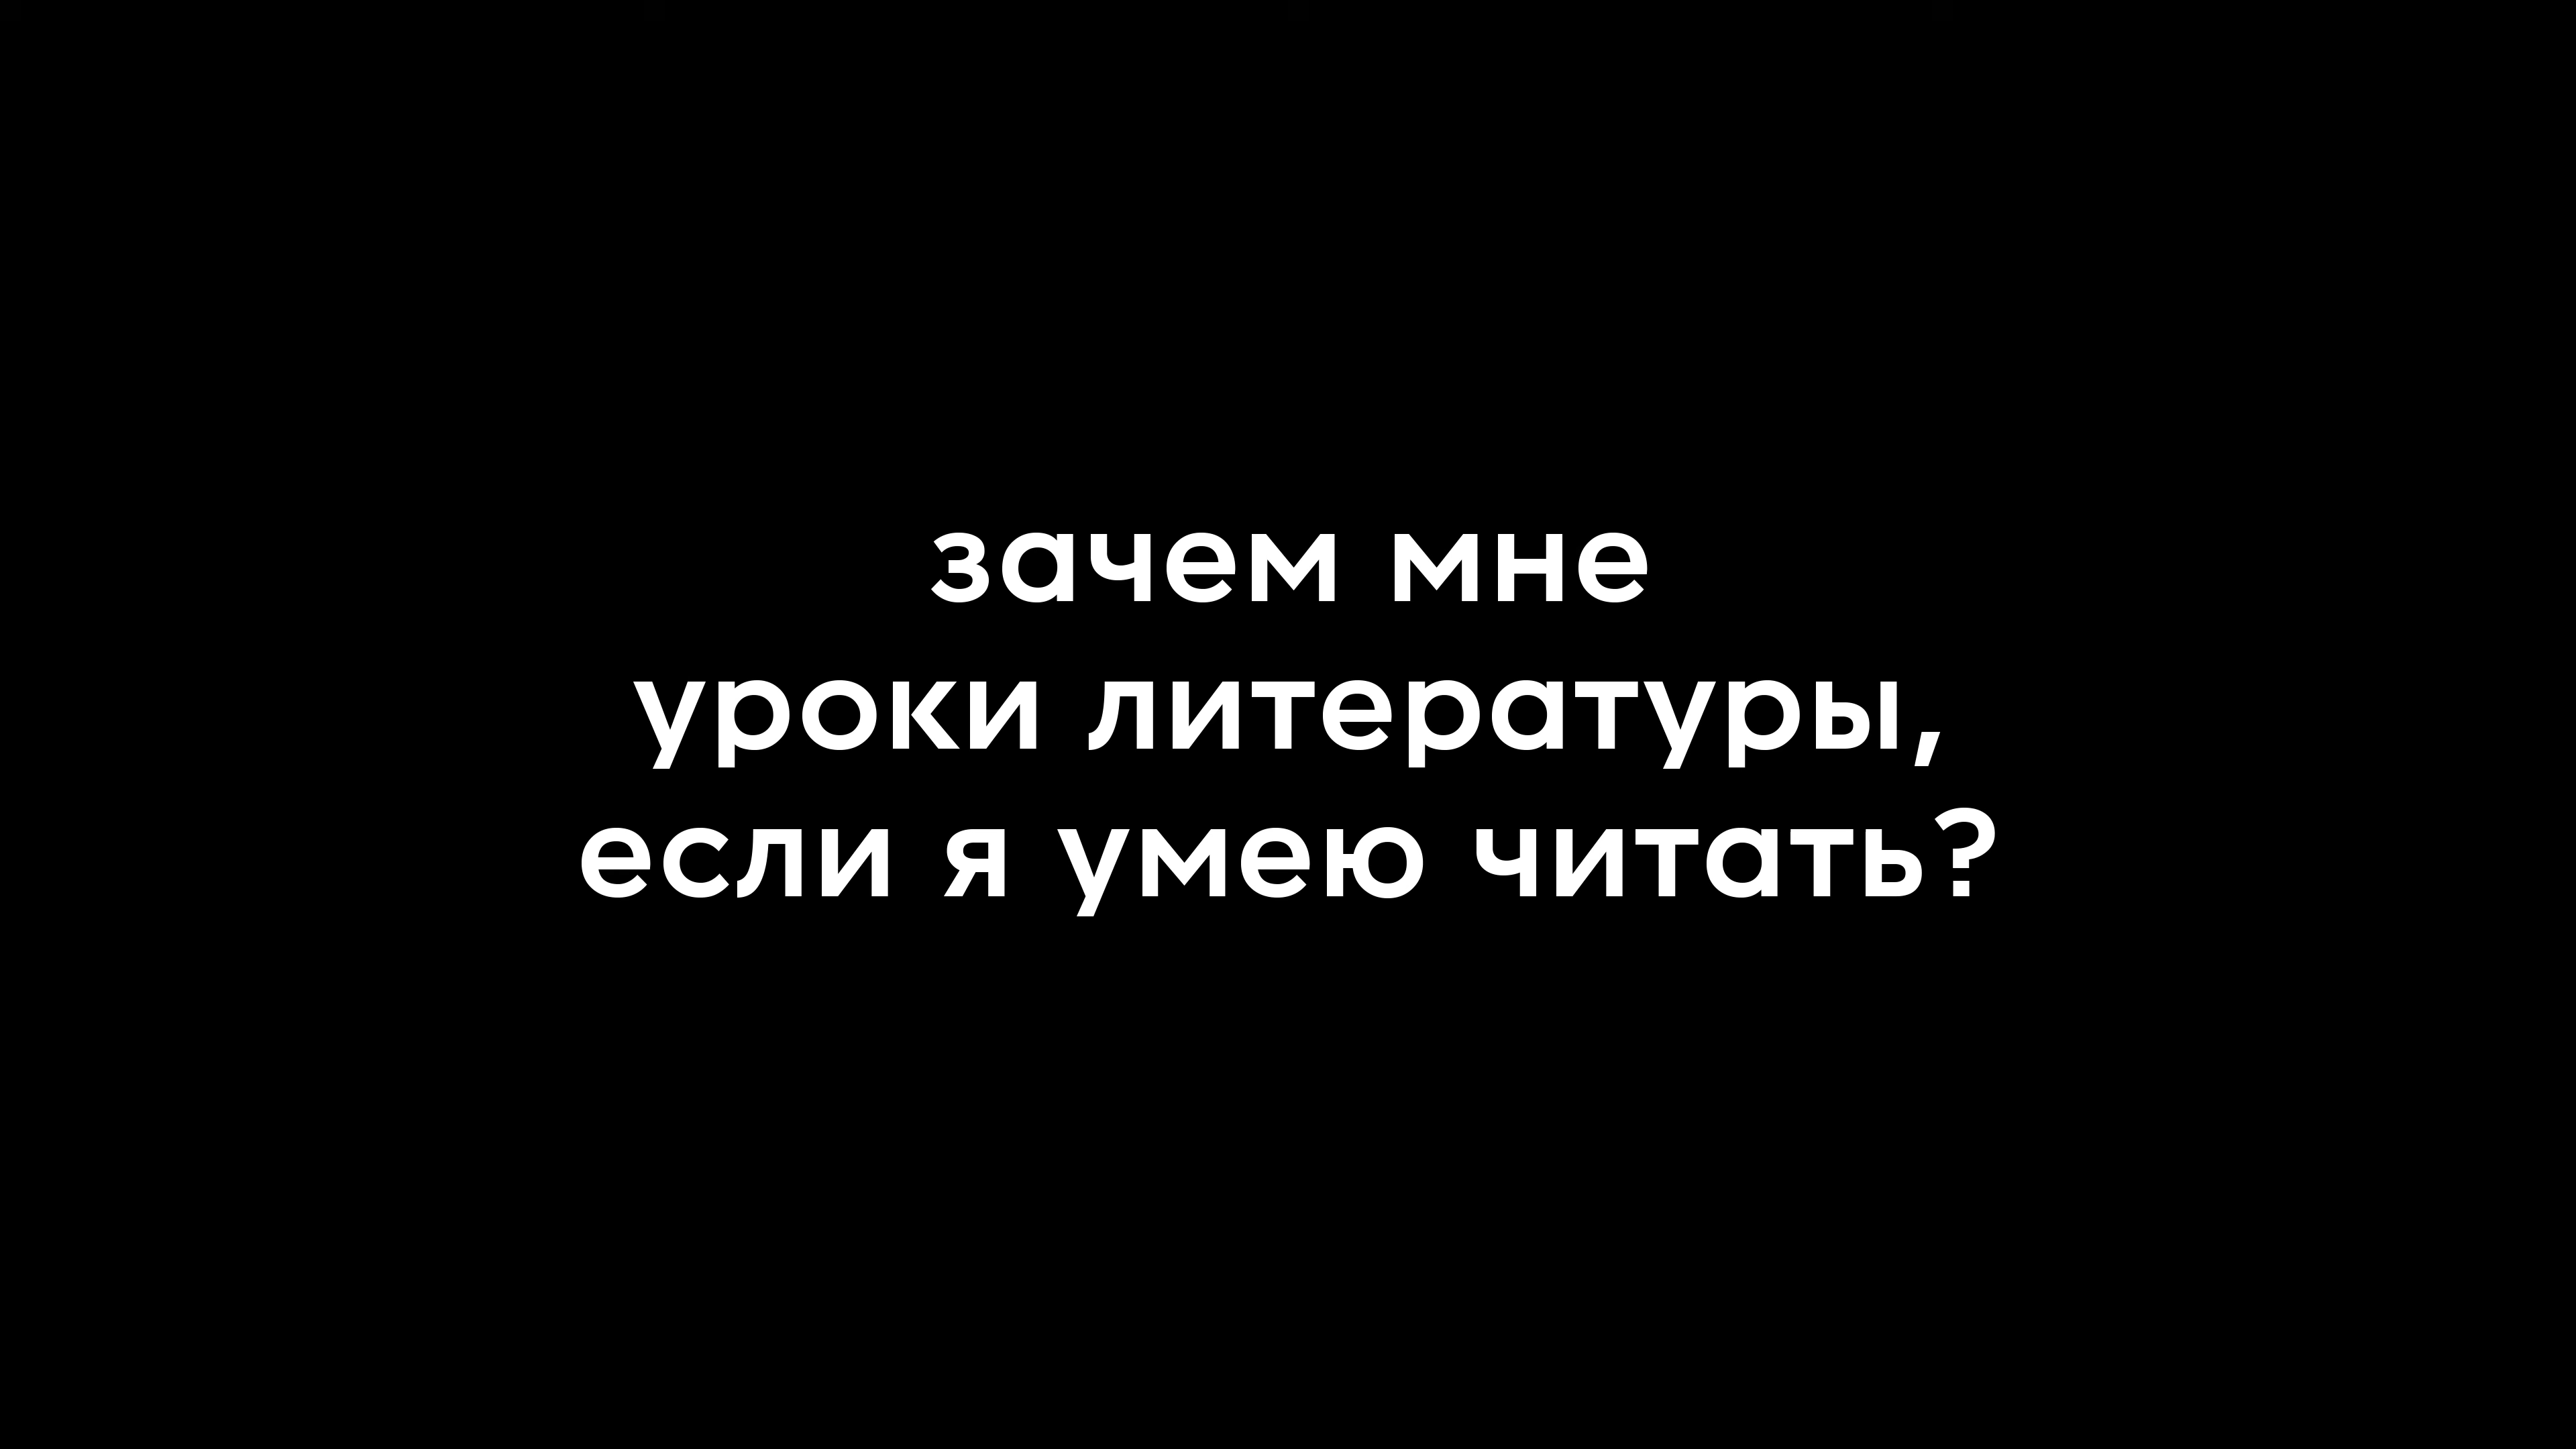 зачем мне
уроки литературы,
если я умею читать?